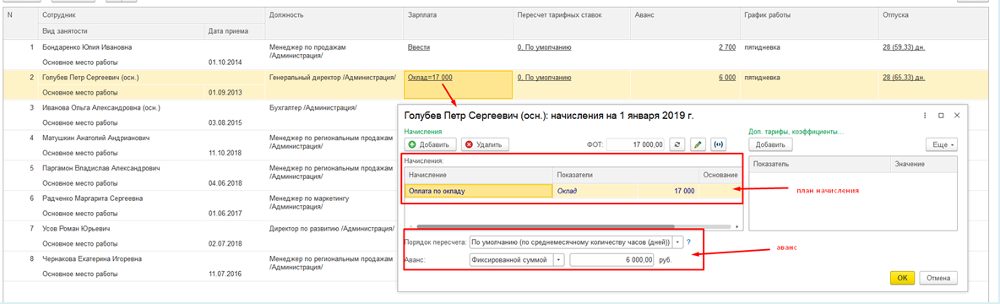 N Сотрудник Должность Зарплата Пересчет тарифных ставок Аванс График работы Отпуска
Вид занятости Дата приема
1 Бондаренко Юлия Ивановна Менеджер по продажам /Администрация/ Ввести 0. По умолчанию 2 700 пятидневка 28 (59.33) дн.
Основное место работы 01.10.2014
2 Голубев Петр Сергеевич (осн.) Генеральный директор /Администрация/ Оклад=17 000 0. По умолчанию 6 000 пятидневка 28 (65.33) дн.
Основное место работы 01.09.2013
3 Иванова Ольга Александровна (осн.) Бухгалтер /Администрация/
Основное место работы 03.08.2015
4 Матушкин Анатолий Андрианович Менеджер по региональным продажам /Администрация/
Основное место работы 11.10.2018
5 Парамон Владислав Александрович Менеджер по региональным продажам /Администрация/
Основное место работы 04.06.2018
6 Радченко Маргарита Сергеевна Менеджер по маркетингу /Администрация/
Основное место работы 01.06.2017
7 Усов Роман Юрьевич Директор по развитию /Администрация/
Основное место работы 02.07.2018
8 Чернакова Екатерина Игоревна Менеджер по региональным продажам /Администрация/
Основное место работы 11.07.2016
Голубев Петр Сергеевич (осн.): начисления на 1 января 2019 г.
Начисления
Добавить Удалить ФОТ: 17 000,00
Начисления:
Начисление Показатели Основание
Оплата по окладу Оклад 17 000
Порядок пересчета: По умолчанию (по среднемесячному количеству часов (дней)) ?
Аванс: Фиксированной суммой 6 000,00 руб.
Доп. тарифы, коэффициенты...
Добавить Еще
Показатель Значение
план начисления
аванс
ОК Отмена